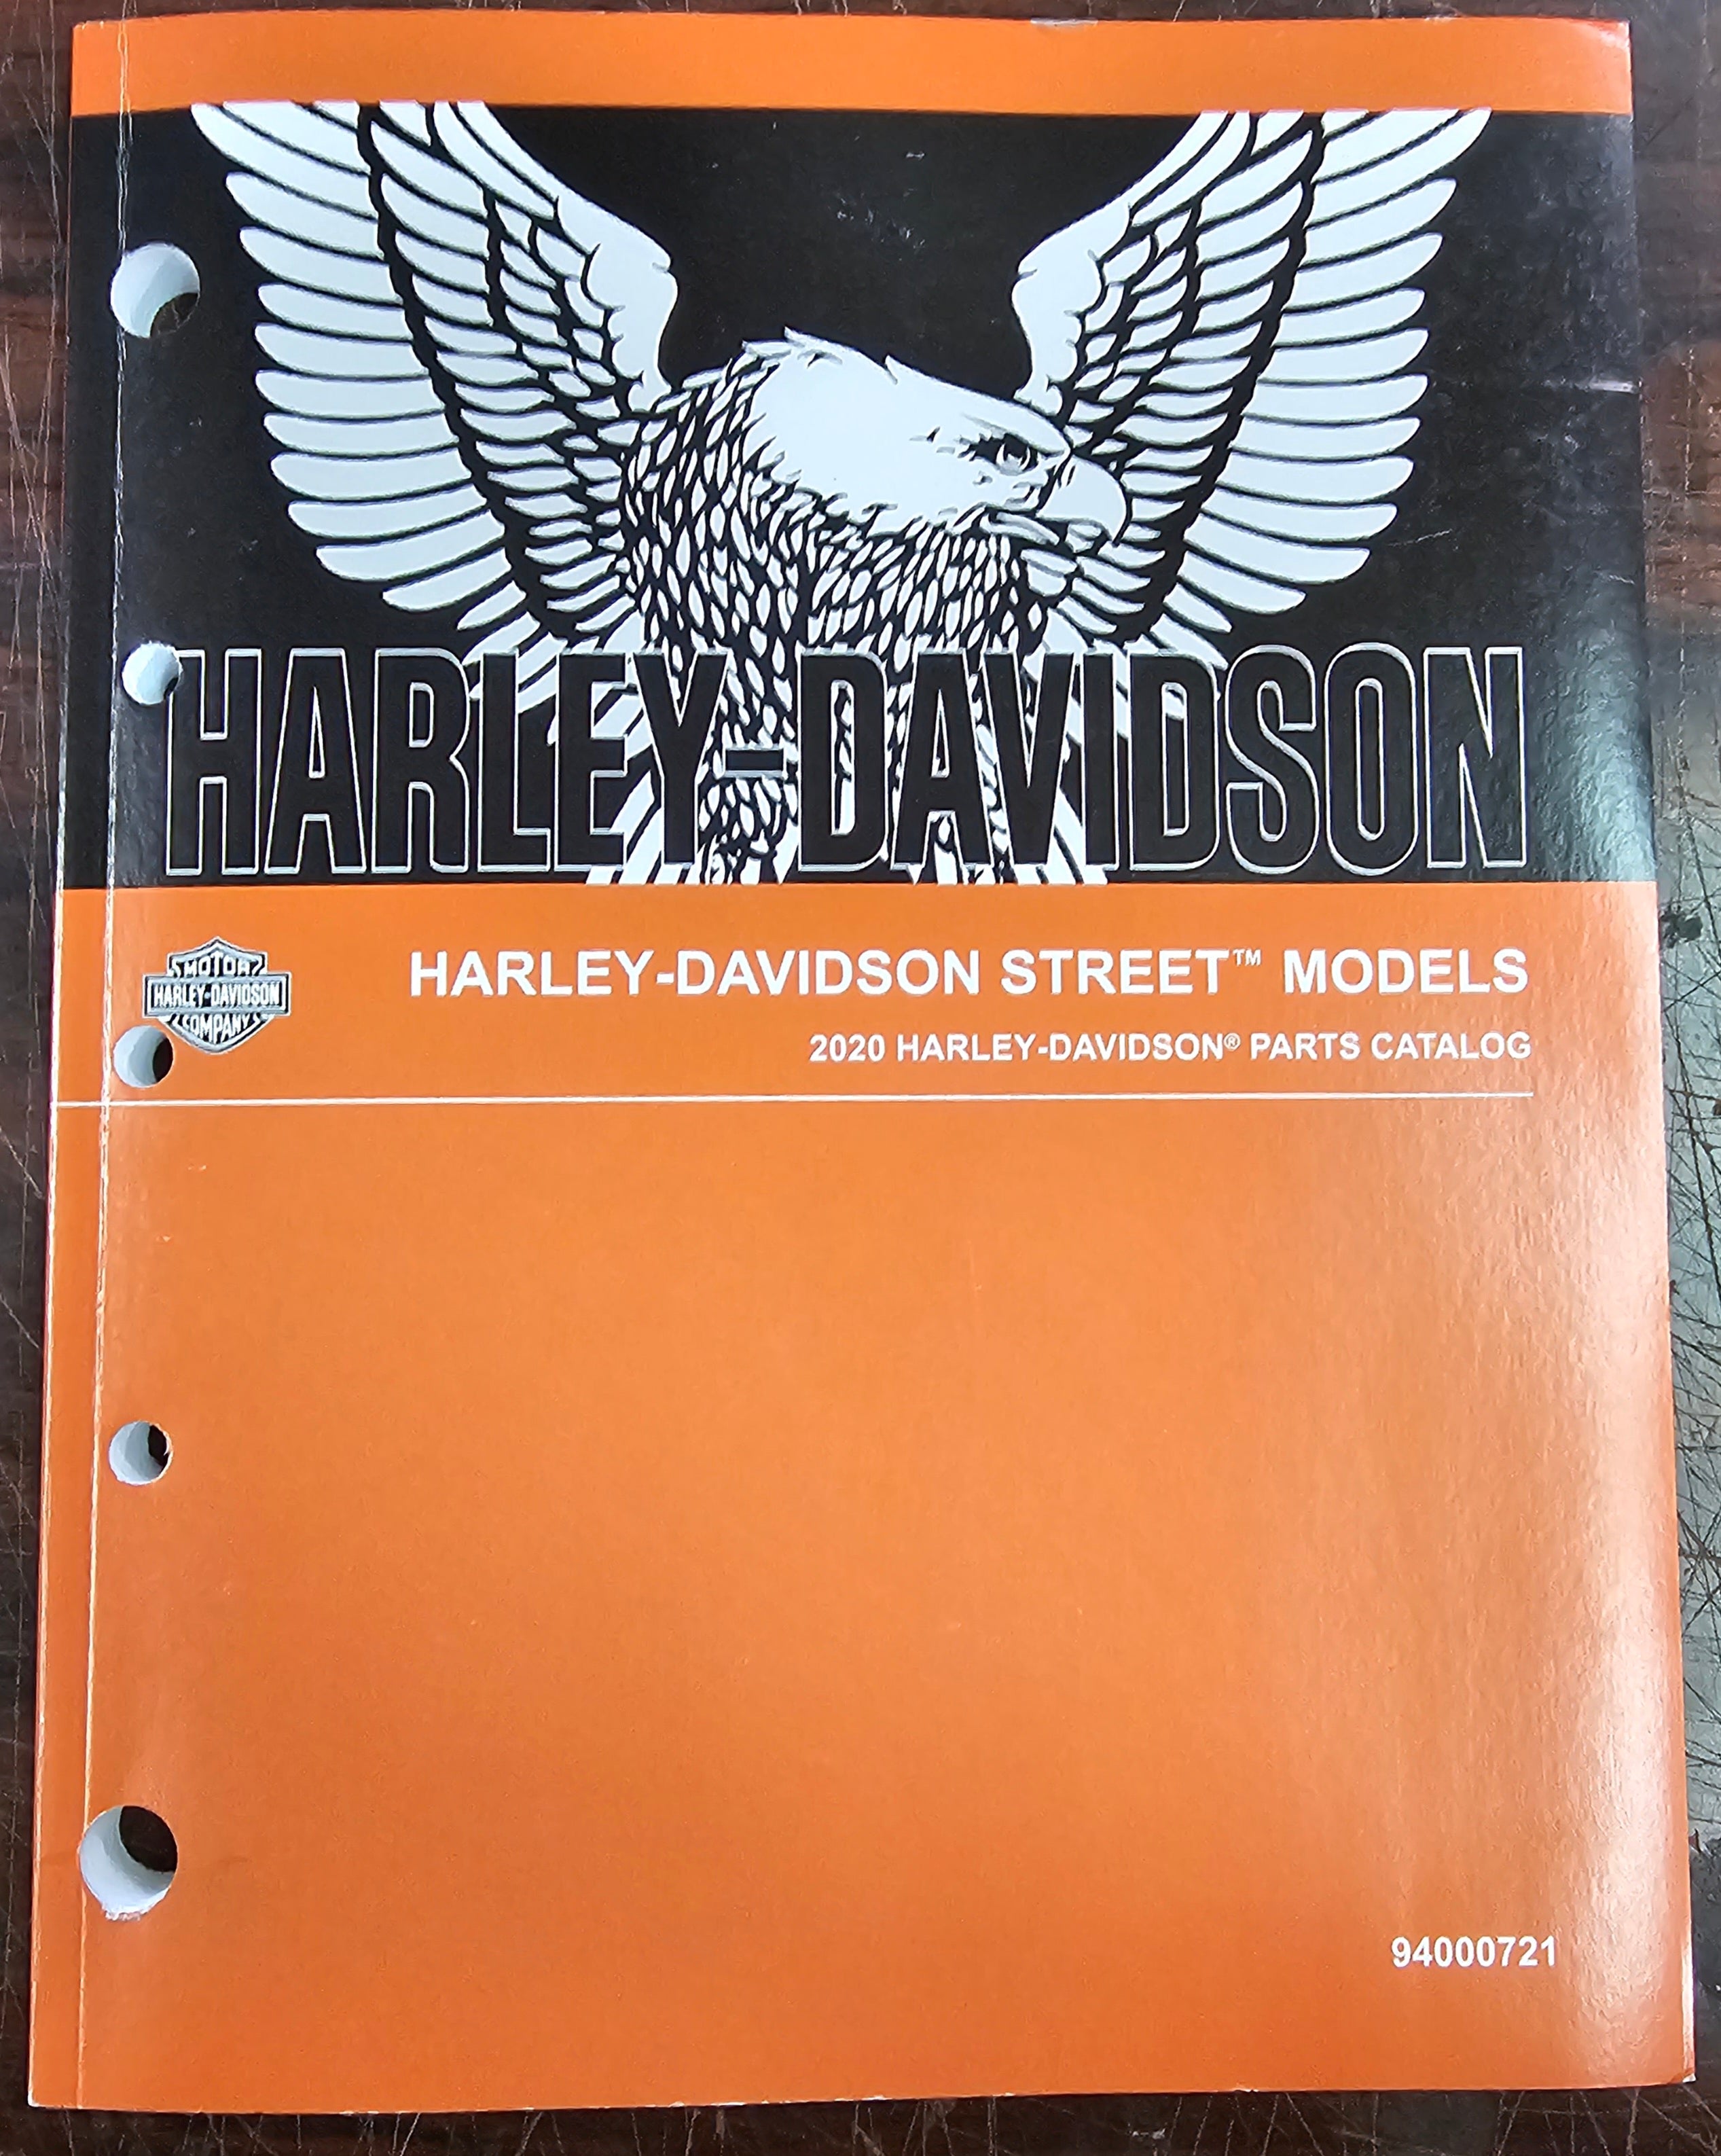 HARLEY-DAVIDSON
MOTOR
HARLEY-DAVIDSON
COMPANY
HARLEY-DAVIDSON STREET™ MODELS
2020 HARLEY-DAVIDSON® PARTS CATALOG
94000721